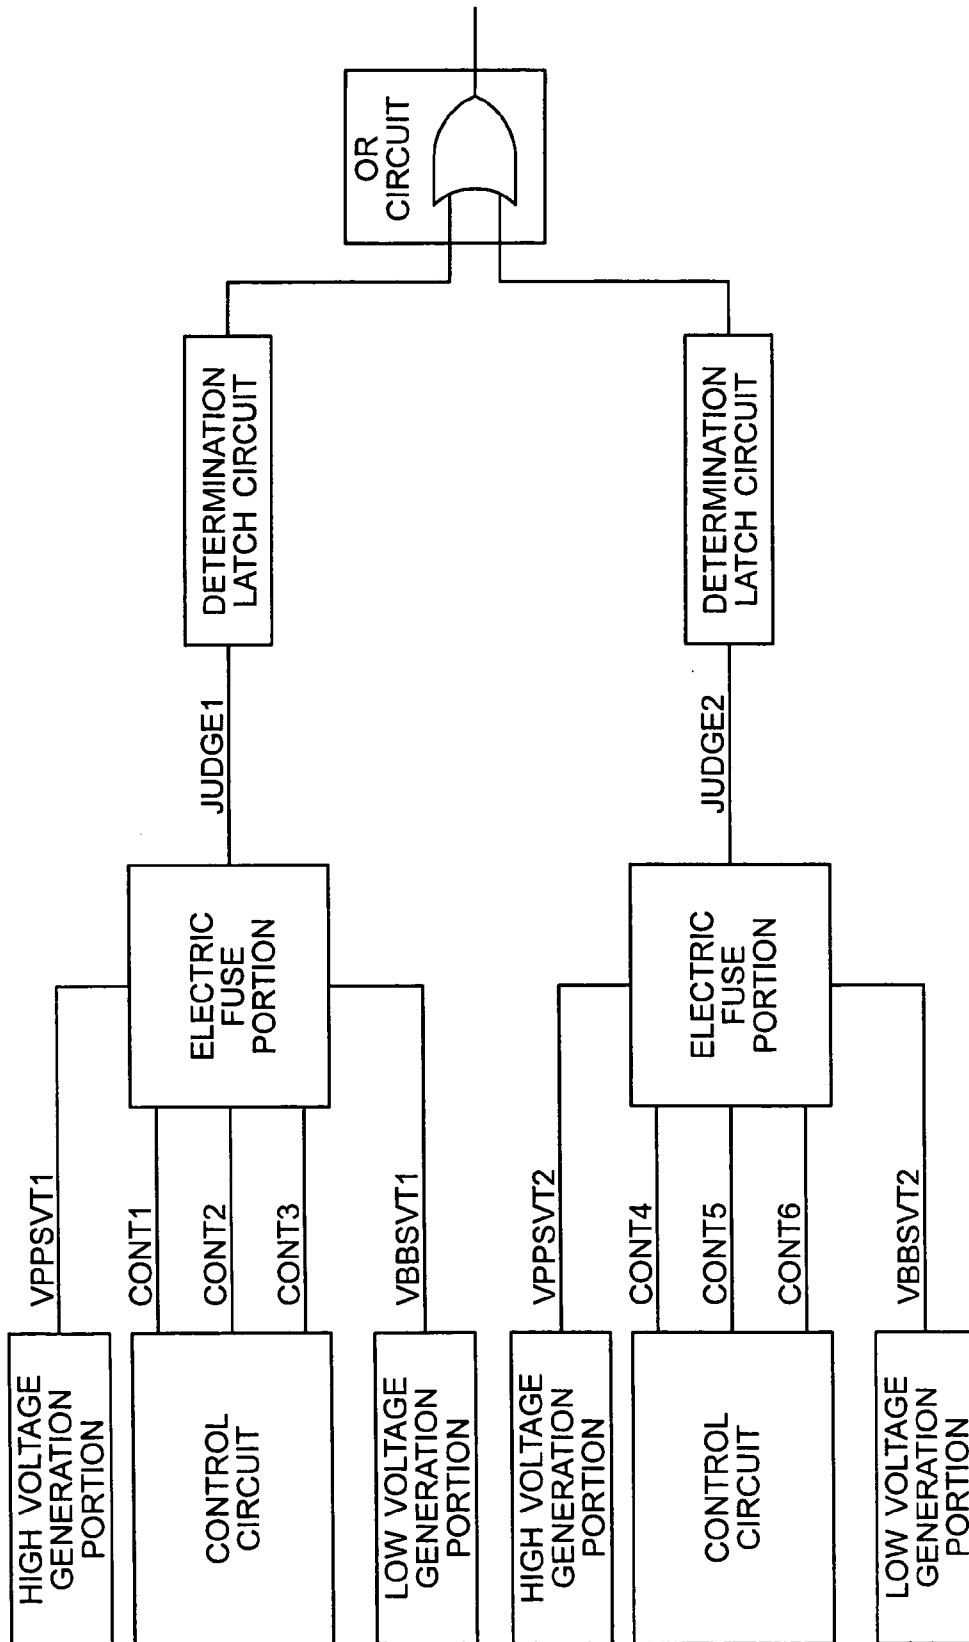 HIGH VOLTAGE
GENERATION
PORTION
VPPSVT1
CONTROL
CIRCUIT
CONT1
CONT2
CONT3
LOW VOLTAGE
GENERATION
PORTION
VBBSVT1
ELECTRIC
FUSE
PORTION
JUDGE1
DETERMINATION
LATCH CIRCUIT
OR
CIRCUIT
HIGH VOLTAGE
GENERATION
PORTION
VPPSVT2
CONTROL
CIRCUIT
CONT4
CONT5
CONT6
LOW VOLTAGE
GENERATION
PORTION
VBBSVT2
ELECTRIC
FUSE
PORTION
JUDGE2
DETERMINATION
LATCH CIRCUIT